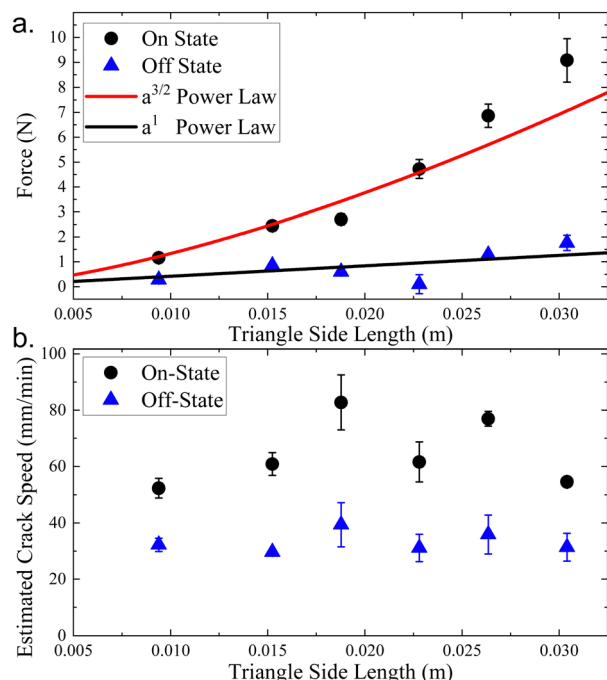 a.
On State
Off State
a^3/2 Power Law
a^1 Power Law
Force (N)
10
9
8
7
6
5
4
3
2
1
0
0.005 0.010 0.015 0.020 0.025 0.030
Triangle Side Length (m)
b.
On-State
Off-State
Estimated Crack Speed (mm/min)
100
80
60
40
20
0
0.005 0.010 0.015 0.020 0.025 0.030
Triangle Side Length (m)